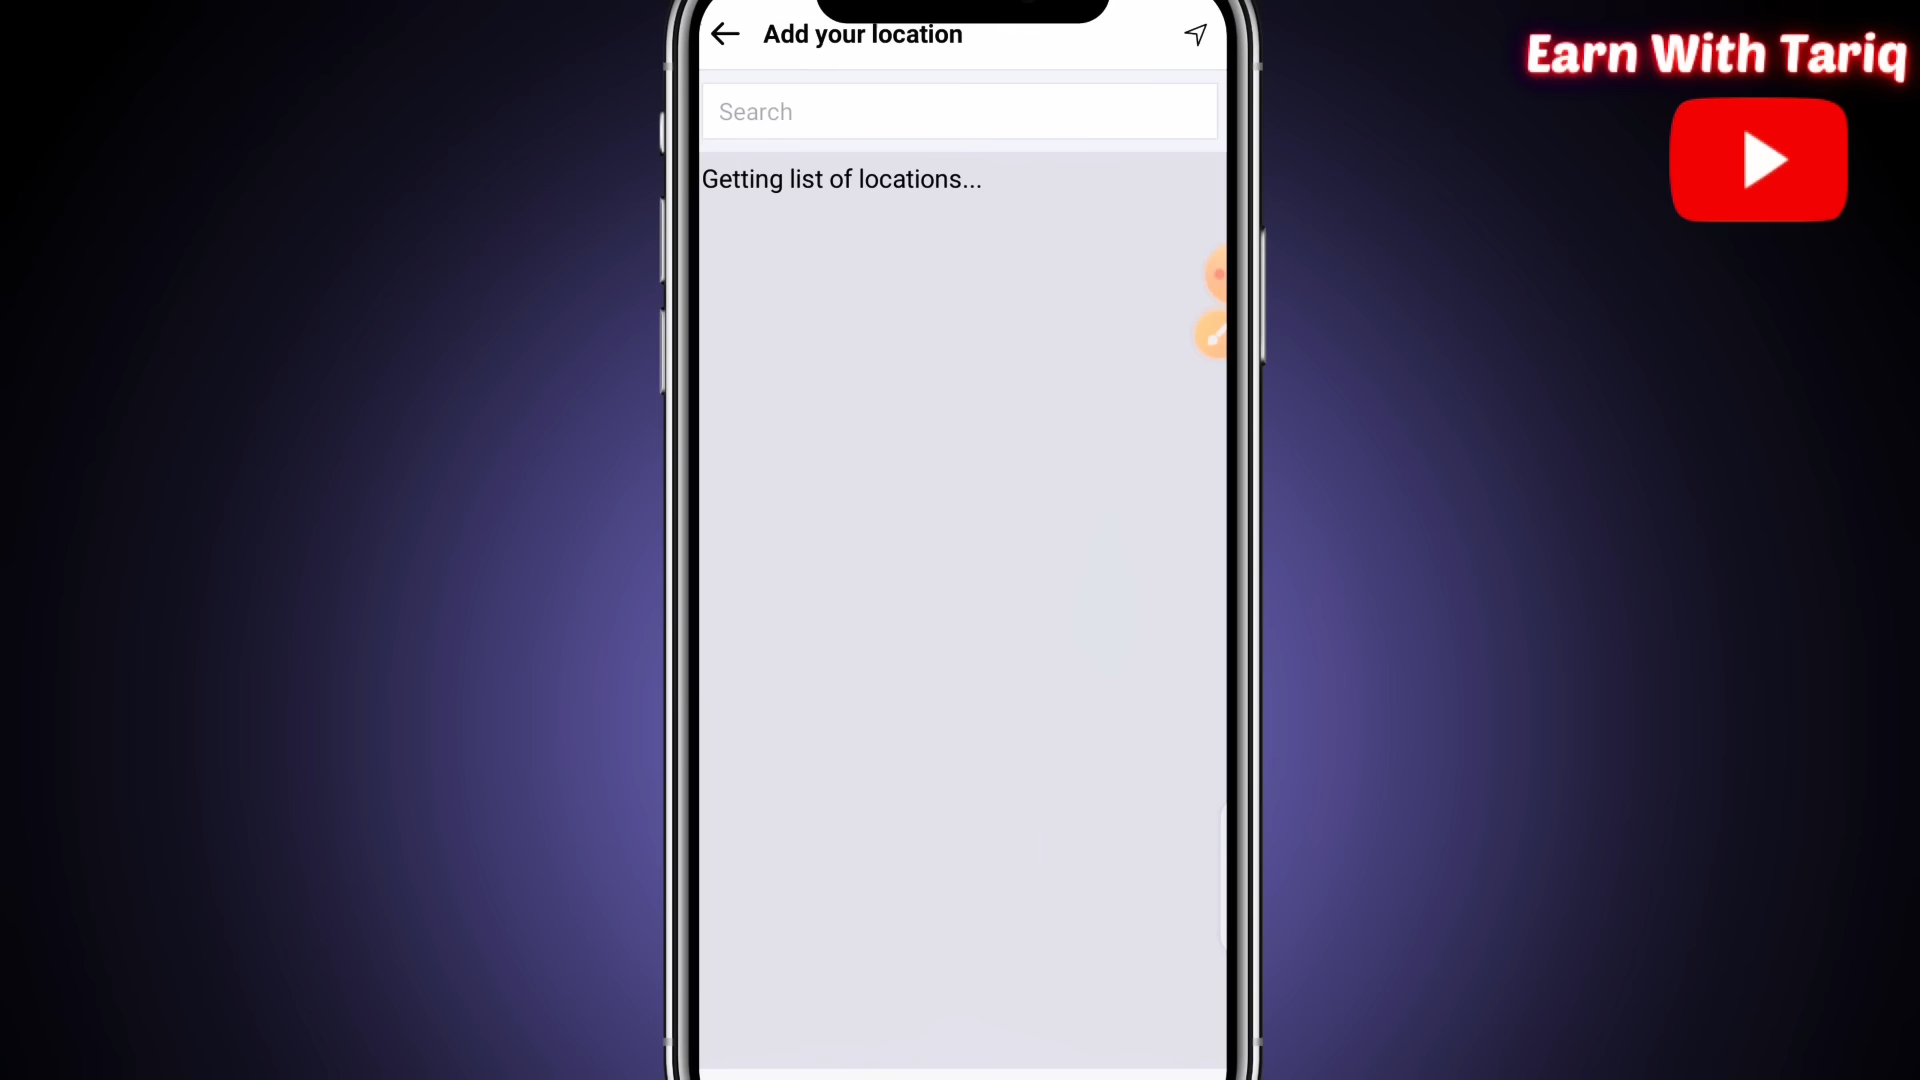 Add your location
Earn With Tariq
Search
Getting list of locations...